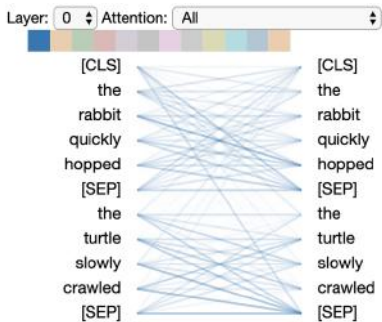 Layer: 0 Attention: All
[CLS] [CLS]
the the
rabbit rabbit
quickly quickly
hopped hopped
[SEP] [SEP]
the the
turtle turtle
slowly slowly
crawled crawled
[SEP] [SEP]